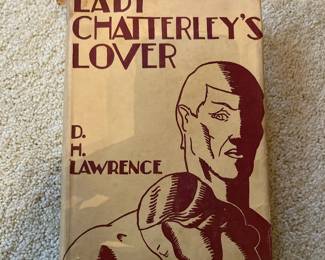 LADY
CHATTERLEY'S
LOVER
D.
H.
LAWRENCE